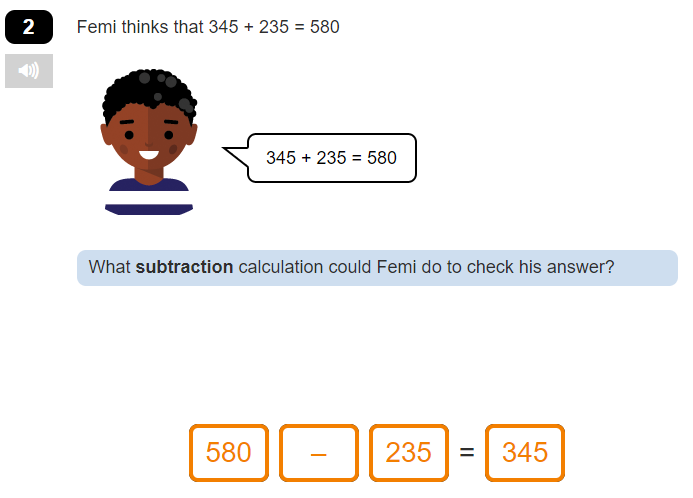 2
Femi thinks that 345 + 235 = 580
345 + 235 = 580
What subtraction calculation could Femi do to check his answer?
580 – 235 = 345